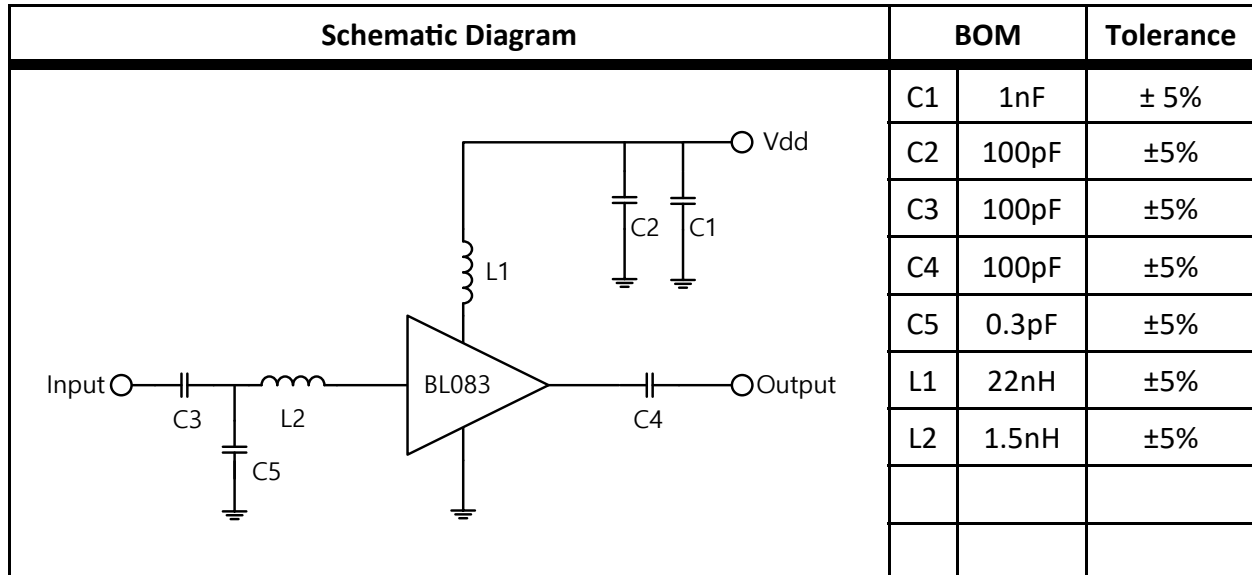 Schematic Diagram BOM Tolerance
C1 1nF ± 5%
Vdd
C2 100pF ±5%
C2 C1
C3 100pF ±5%
L1
C4 100pF ±5%
C5 0.3pF ±5%
Input BL083 Output
L1 22nH ±5%
C3 L2 C4
L2 1.5nH ±5%
C5